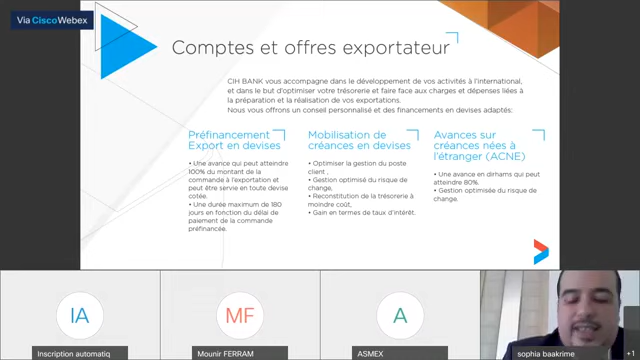 Via Cisco Webex
Comptes et offres exportateur
CIH BANK vous accompagne dans le développement de vos activités à l'international,
et dans le but d'optimiser votre trésorerie et faire face aux charges et dépenses liées à
la préparation et la réalisation de vos exportations.
Nous vous offrons un conseil personnalisé et des financements en devises adaptés:
Préfinancement
Export en devises
• Une avance qui peut atteindre
100% du montant de la
commande à l'exportation et
peut être servie en toute devise
cotée.
• Une durée maximum de 180
jours en fonction du délai de
paiement de la commande
préfinancée.
Mobilisation de
créances en devises
• Optimiser la gestion du poste
client ,
• Gestion optimisé du risque de
change,
• Reconstitution de la trésorerie à
moindre coût,
• Gain en termes de taux d'intérêt.
Avances sur
créances nées à
l'étranger (ACNE)
• Une avance en dirhams qui peut
atteindre 80%.
• Gestion optimisée du risque de
change.
IA
MF
A
Inscription automatiq
Mounir FERRAM
ASMEX
sophia baakrime
+1